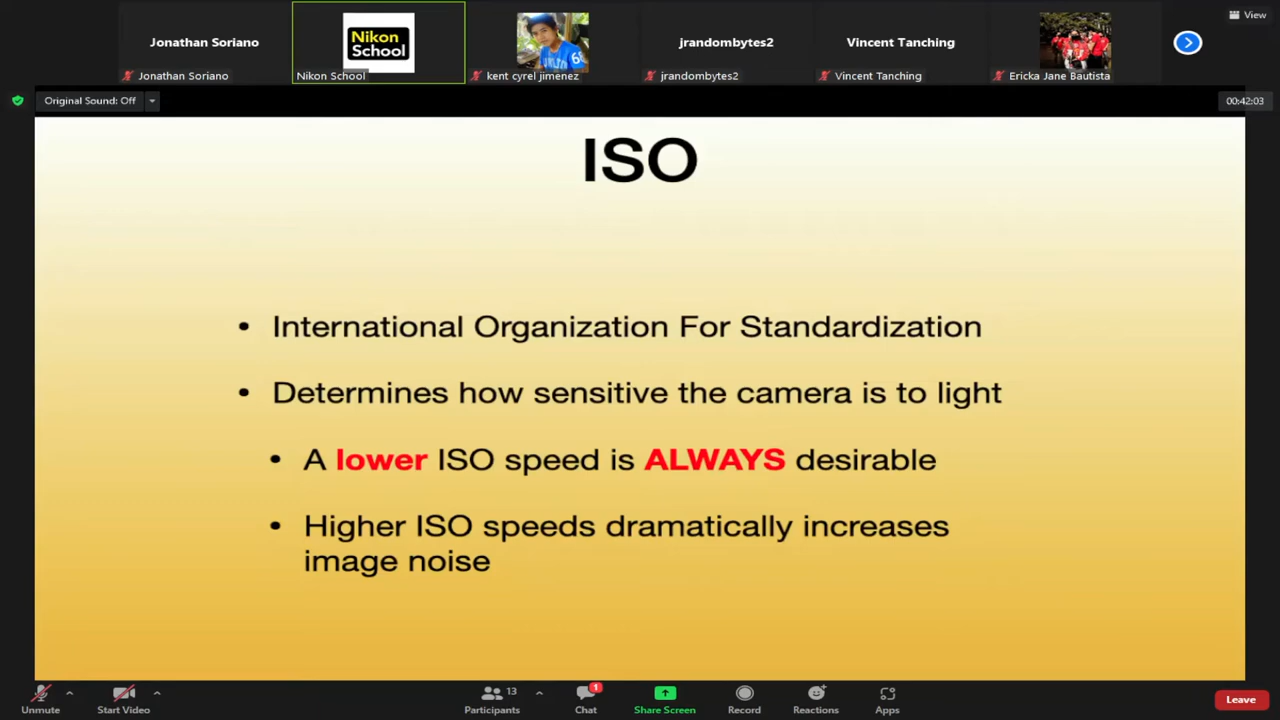 Jonathan Soriano
Nikon
School
jrandombytes2
Vincent Tanching
View
Jonathan Soriano
Nikon School
kent cyrel jimenez
jrandombytes2
Vincent Tanching
Ericka Jane Bautista
Original Sound: Off
00:42:03
ISO
• International Organization For Standardization
• Determines how sensitive the camera is to light
• A lower ISO speed is ALWAYS desirable
• Higher ISO speeds dramatically increases
image noise
Unmute
Start Video
13
Participants
1
Chat
Share Screen
Record
Reactions
Apps
Leave